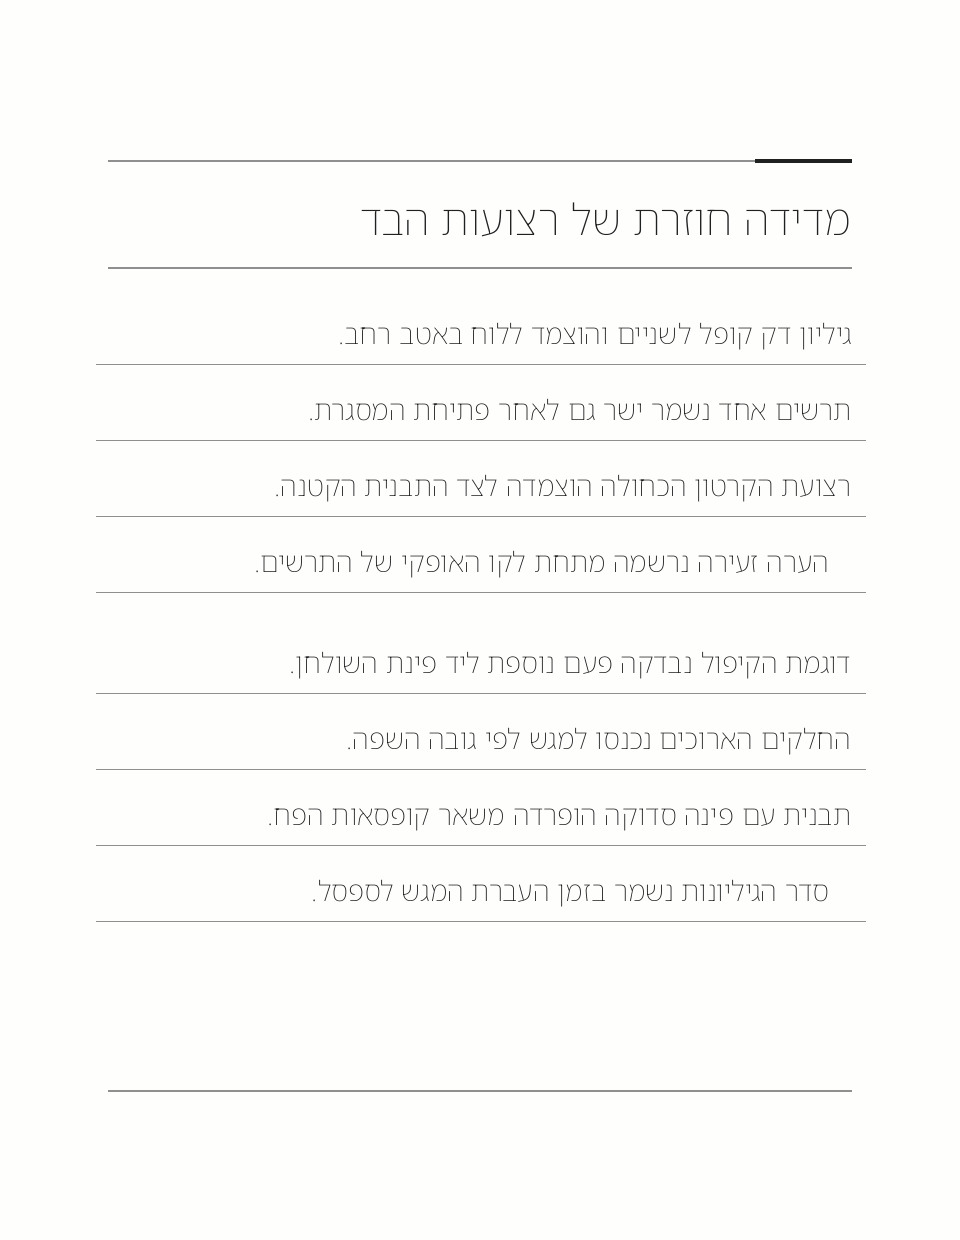 מדידה חוזרת של רצועות הבד
גיליון דק קופל לשניים והוצמד ללוח באטב רחב.
תרשים אחד נשמר ישר גם לאחר פתיחת המסגרת.
רצועת הקרטון הכחולה הוצמדה לצד התבנית הקטנה.
הערה זעירה נרשמה מתחת לקו האופקי של התרשים.
דוגמת הקיפול נבדקה פעם נוספת ליד פינת השולחן.
החלקים הארוכים נכנסו למגש לפי גובה השפה.
תבנית עם פינה סדוקה הופרדה משאר קופסאות הפח.
סדר הגיליונות נשמר בזמן העברת המגש לספסל.